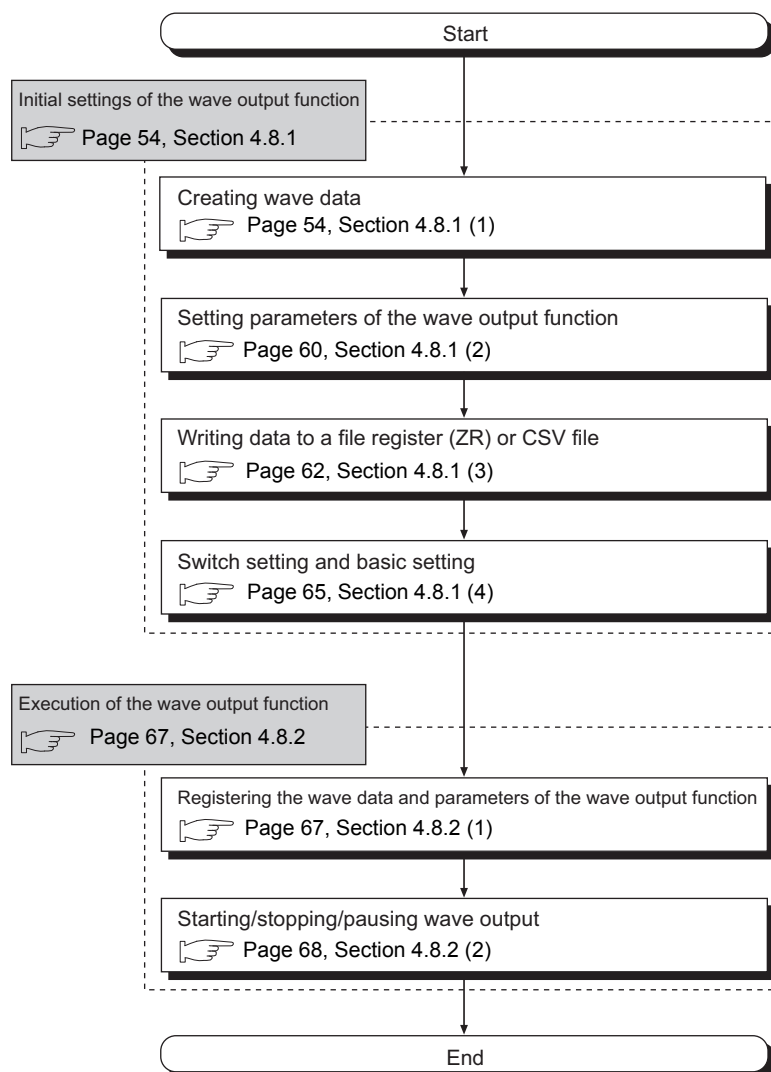 Start
Initial settings of the wave output function
Page 54, Section 4.8.1
Creating wave data
Page 54, Section 4.8.1 (1)
Setting parameters of the wave output function
Page 60, Section 4.8.1 (2)
Writing data to a file register (ZR) or CSV file
Page 62, Section 4.8.1 (3)
Switch setting and basic setting
Page 65, Section 4.8.1 (4)
Execution of the wave output function
Page 67, Section 4.8.2
Registering the wave data and parameters of the wave output function
Page 67, Section 4.8.2 (1)
Starting/stopping/pausing wave output
Page 68, Section 4.8.2 (2)
End